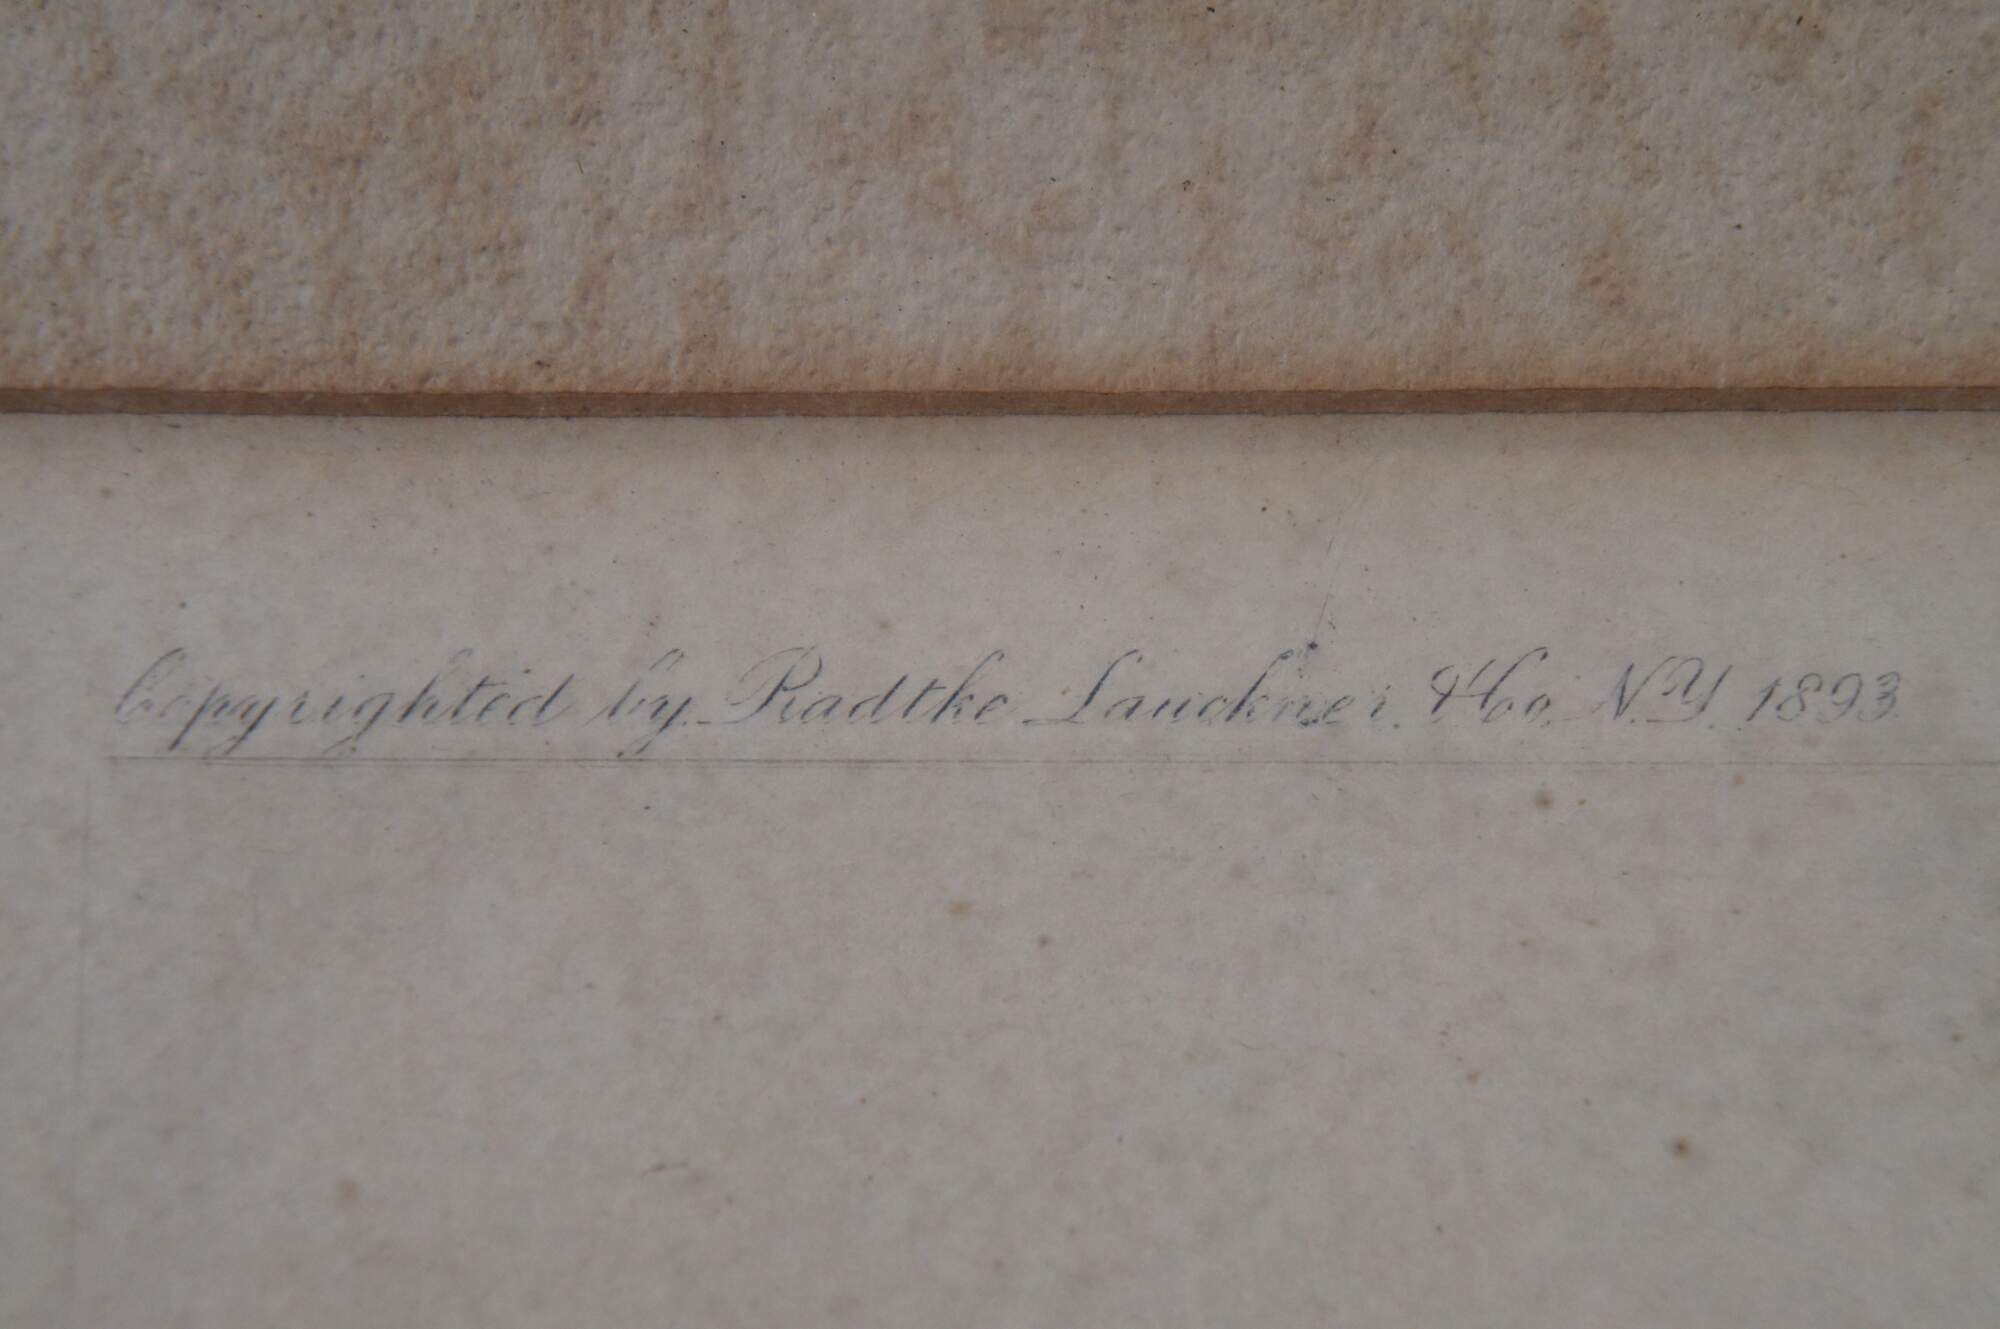 Copyrighted by Radtke Lauckner & Co. N.Y. 1893